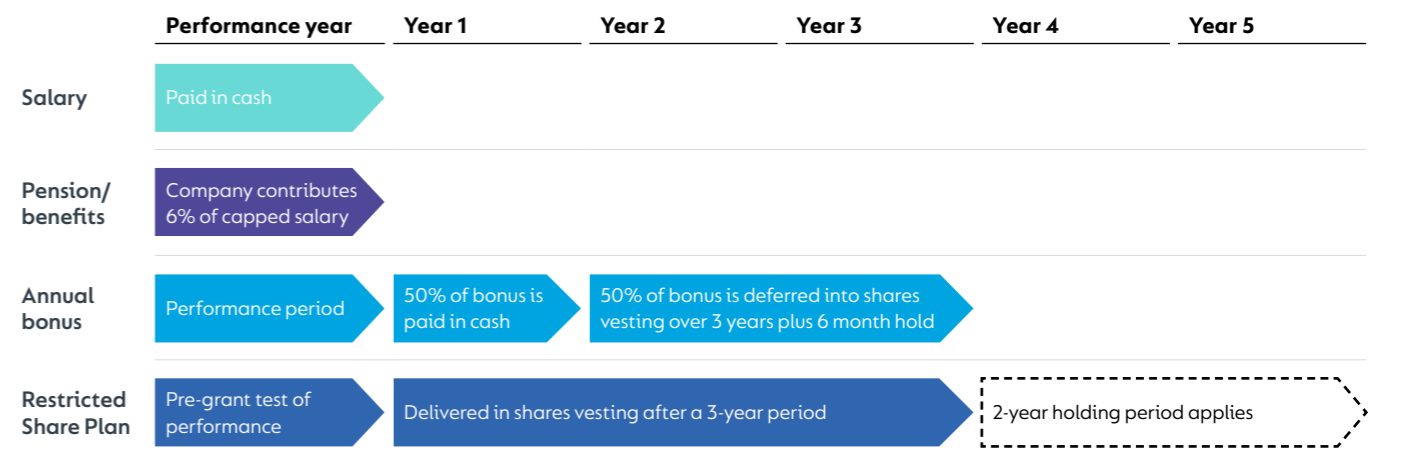 Performance year Year 1 Year 2 Year 3 Year 4 Year 5
Salary
Paid in cash
Pension/
benefits
Company contributes
6% of capped salary
Annual
bonus
Performance period
50% of bonus is
paid in cash
50% of bonus is deferred into shares
vesting over 3 years plus 6 month hold
Restricted
Share Plan
Pre-grant test of
performance
Delivered in shares vesting after a 3-year period
2-year holding period applies